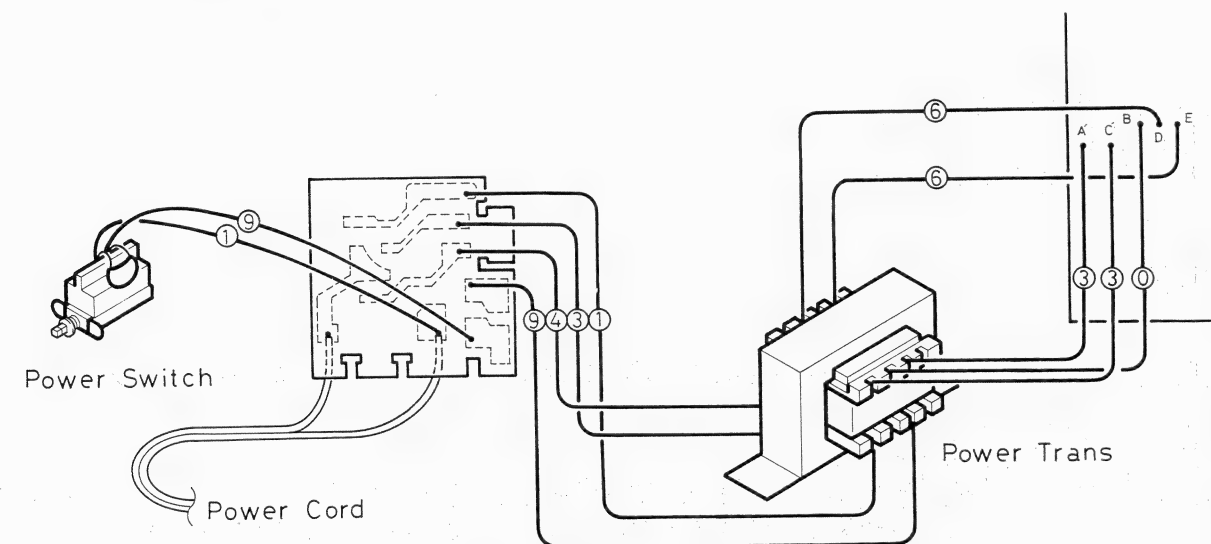 6
A' C' B D. E
6
9
1
3 3 0
9 4 3 1
Power Switch
Power Trans
Power Cord